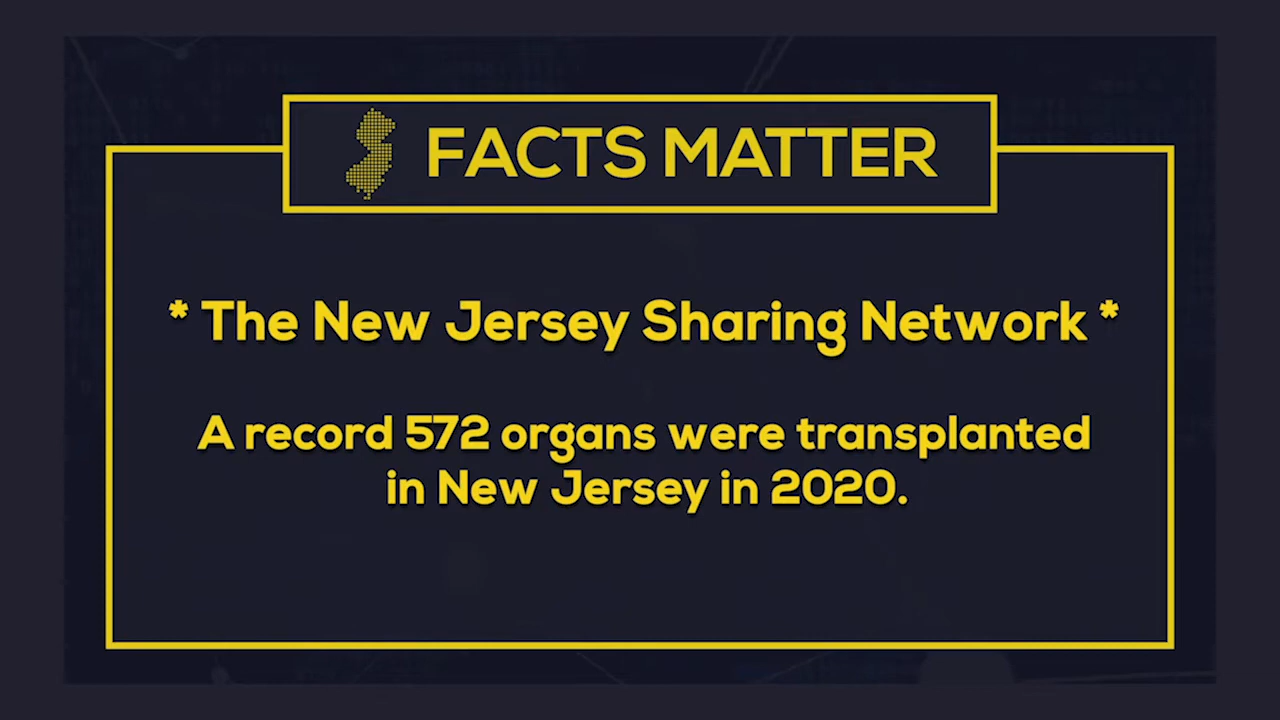 FACTS MATTER
* The New Jersey Sharing Network *
A record 572 organs were transplanted
in New Jersey in 2020.